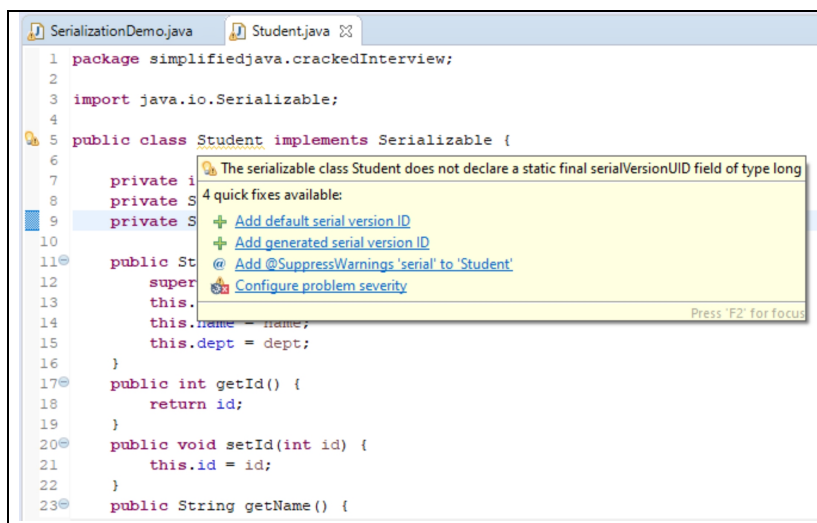 SerializationDemo.java Student.java
1 package simplifiedjava.crackedInterview;
2
3 import java.io.Serializable;
4
5 public class Student implements Serializable {
6
The serializable class Student does not declare a static final serialVersionUID field of type long
7 private i
4 quick fixes available:
8 private S
9 private S
Add default serial version ID
10
Add generated serial version ID
11 public St
@ Add @SuppressWarnings 'serial' to 'Student'
12 super
Configure problem severity
13 this.
Press 'F2' for focus
14 this.name = name;
15 this.dept = dept;
16 }
17 public int getId() {
18 return id;
19 }
20 public void setId(int id) {
21 this.id = id;
22 }
23 public String getName() {